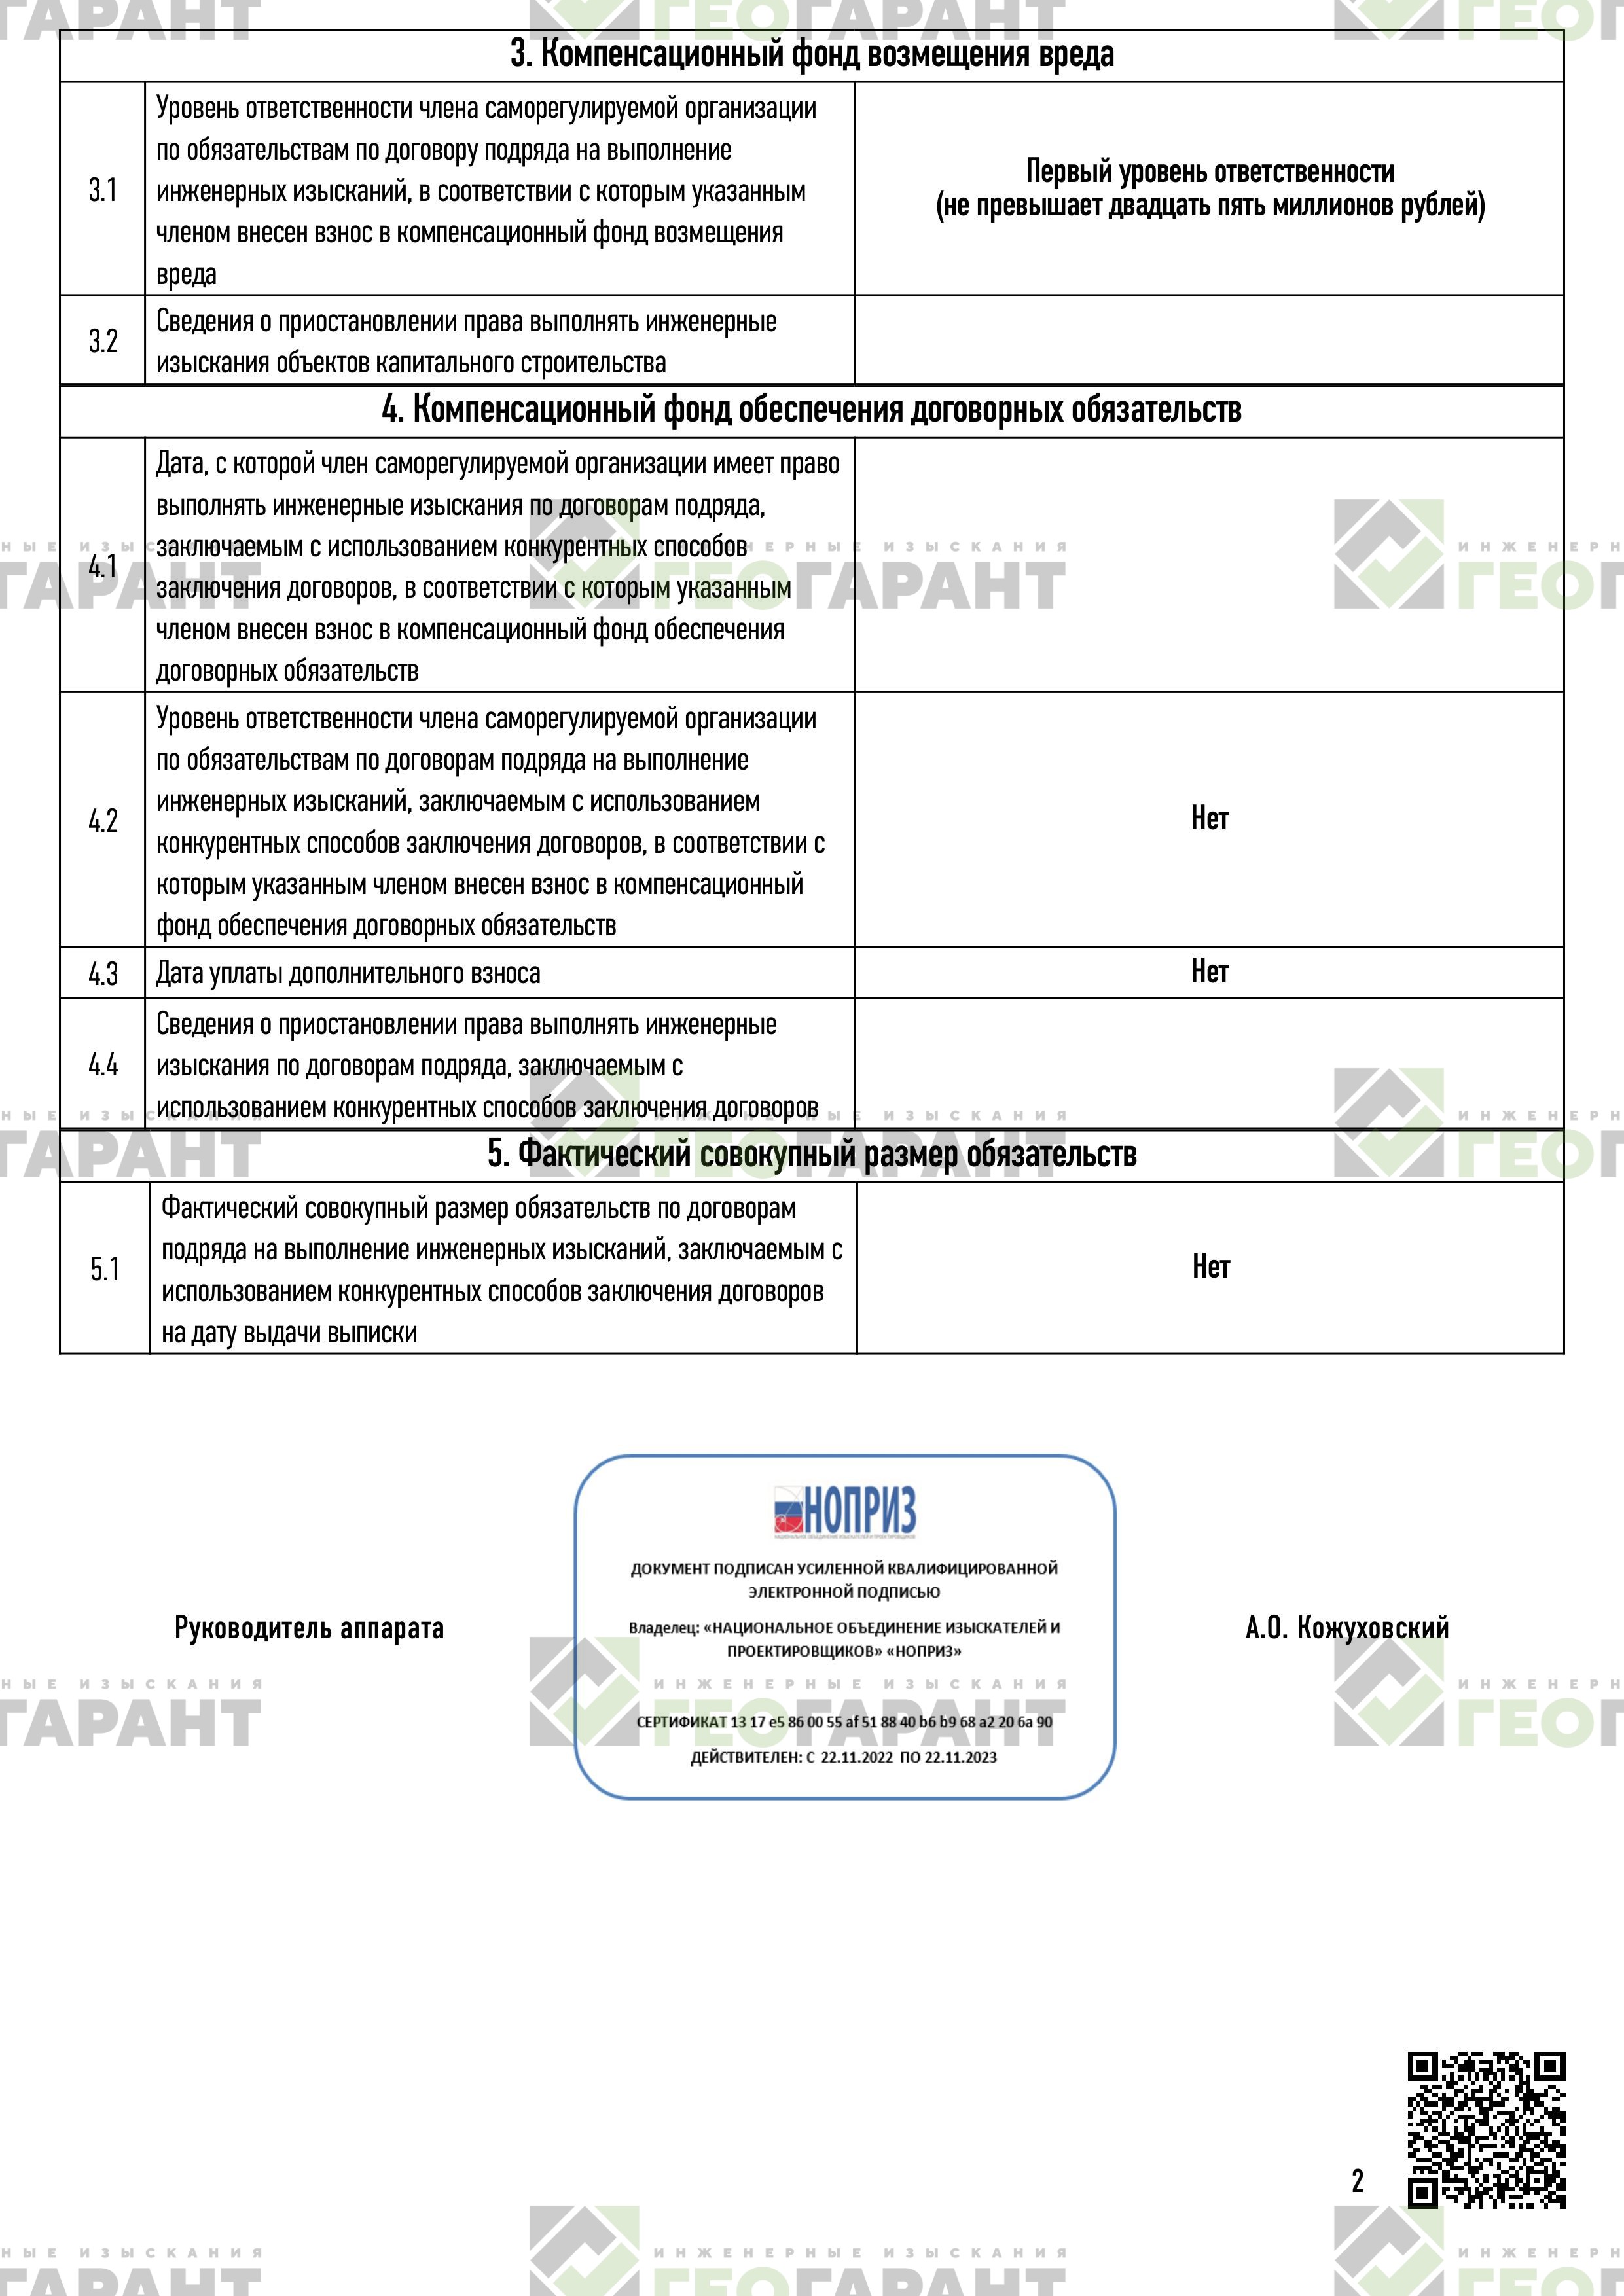 3. Компенсационный фонд возмещения вреда
3.1
Уровень ответственности члена саморегулируемой организации
по обязательствам по договору подряда на выполнение
инженерных изысканий, в соответствии с которым указанным
членом внесен взнос в компенсационный фонд возмещения
вреда
Первый уровень ответственности
(не превышает двадцать пять миллионов рублей)
3.2
Сведения о приостановлении права выполнять инженерные
изыскания объектов капитального строительства
4. Компенсационный фонд обеспечения договорных обязательств
4.1
Дата, с которой член саморегулируемой организации имеет право
выполнять инженерные изыскания по договорам подряда,
заключаемым с использованием конкурентных способов
заключения договоров, в соответствии с которым указанным
членом внесен взнос в компенсационный фонд обеспечения
договорных обязательств
4.2
Уровень ответственности члена саморегулируемой организации
по обязательствам по договорам подряда на выполнение
инженерных изысканий, заключаемым с использованием
конкурентных способов заключения договоров, в соответствии с
которым указанным членом внесен взнос в компенсационный
фонд обеспечения договорных обязательств
Нет
4.3
Дата уплаты дополнительного взноса
Нет
4.4
Сведения о приостановлении права выполнять инженерные
изыскания по договорам подряда, заключаемым с
использованием конкурентных способов заключения договоров
5. Фактический совокупный размер обязательств
5.1
Фактический совокупный размер обязательств по договорам
подряда на выполнение инженерных изысканий, заключаемым с
использованием конкурентных способов заключения договоров
на дату выдачи выписки
Нет
НОПРИЗ
ДОКУМЕНТ ПОДПИСАН УСИЛЕННОЙ КВАЛИФИЦИРОВАННОЙ
ЭЛЕКТРОННОЙ ПОДПИСЬЮ
Руководитель аппарата
Владелец: «НАЦИОНАЛЬНОЕ ОБЪЕДИНЕНИЕ ИЗЫСКАТЕЛЕЙ И
ПРОЕКТИРОВЩИКОВ» «НОПРИЗ»
А.О. Кожуховский
СЕРТИФИКАТ 13 17 e5 86 00 55 af 51 88 40 b6 b9 68 a2 20 6a 90
ДЕЙСТВИТЕЛЕН: С 22.11.2022 ПО 22.11.2023
2
ИНЖЕНЕРНЫЕ ИЗЫСКАНИЯ
ГЕОГАРАНТ